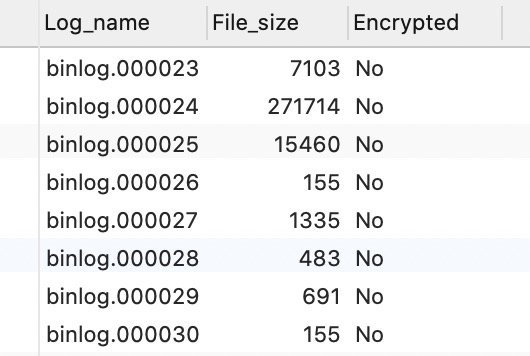 Log_name File_size Encrypted
binlog.000023 7103 No
binlog.000024 271714 No
binlog.000025 15460 No
binlog.000026 155 No
binlog.000027 1335 No
binlog.000028 483 No
binlog.000029 691 No
binlog.000030 155 No